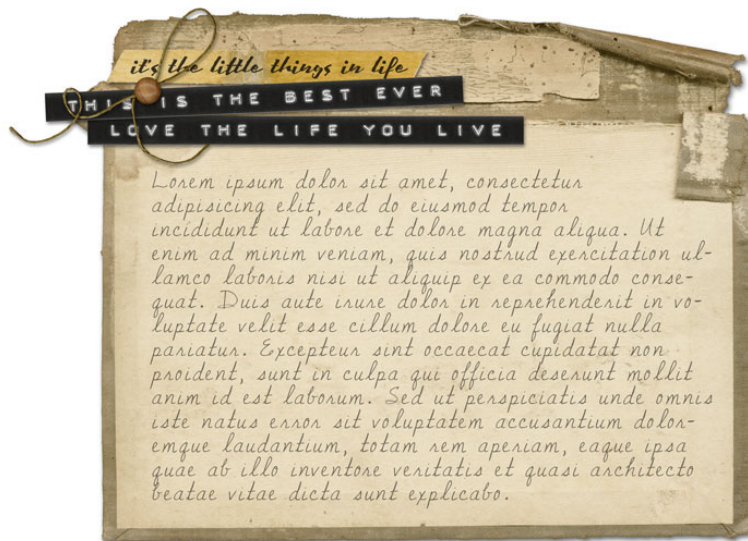 it's the little things in life
THIS IS THE BEST EVER
LOVE THE LIFE YOU LIVE
Lorem ipsum dolor sit amet, consectetur
adipisicing elit, sed do eiusmod tempor
incididunt ut labore et dolore magna aliqua. Ut
enim ad minim veniam, quis nostrud exercitation ul-
lamco laboris nisi ut aliquip ex ea commodo conse-
quat. Duis aute irure dolor in reprehenderit in vo-
luptate velit esse cillum dolore eu fugiat nulla
pariatur. Excepteur sint occaecat cupidatat non
proident, sunt in culpa qui officia deserunt mollit
anim id est laborum. Sed ut perspiciatis unde omnis
iste natus error sit voluptatem accusantium dolor-
emque laudantium, totam rem aperiam, eaque ipsa
quae ab illo inventore veritatis et quasi architecto
beatae vitae dicta sunt explicabo.